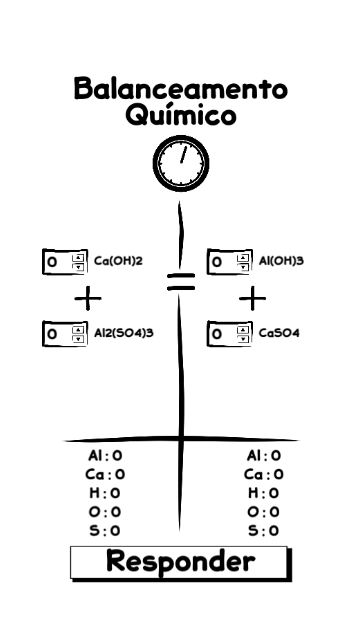 Balanceamento
Químico
0 Ca(OH)2
0 Al(OH)3
=
+
+
0 Al2(SO4)3
0 CaSO4
Al : 0
Al : 0
Ca : 0
Ca : 0
H : 0
H : 0
O : 0
O : 0
S : 0
S : 0
Responder